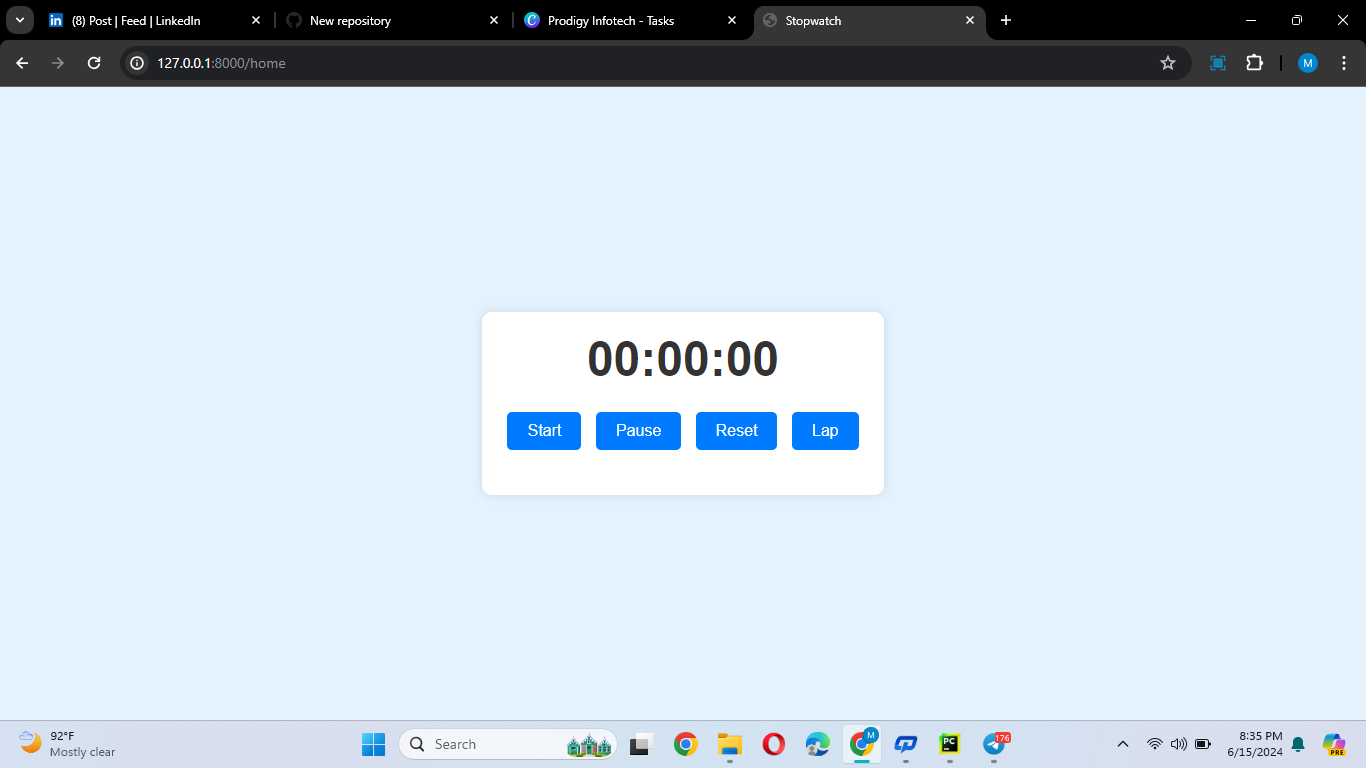 (8) Post | Feed | LinkedIn
New repository
Prodigy Infotech - Tasks
Stopwatch
127.0.0.1:8000/home
M
00:00:00
Start Pause Reset Lap
92°F
Mostly clear
Search
M
PC
176
8:35 PM
6/15/2024
PRE